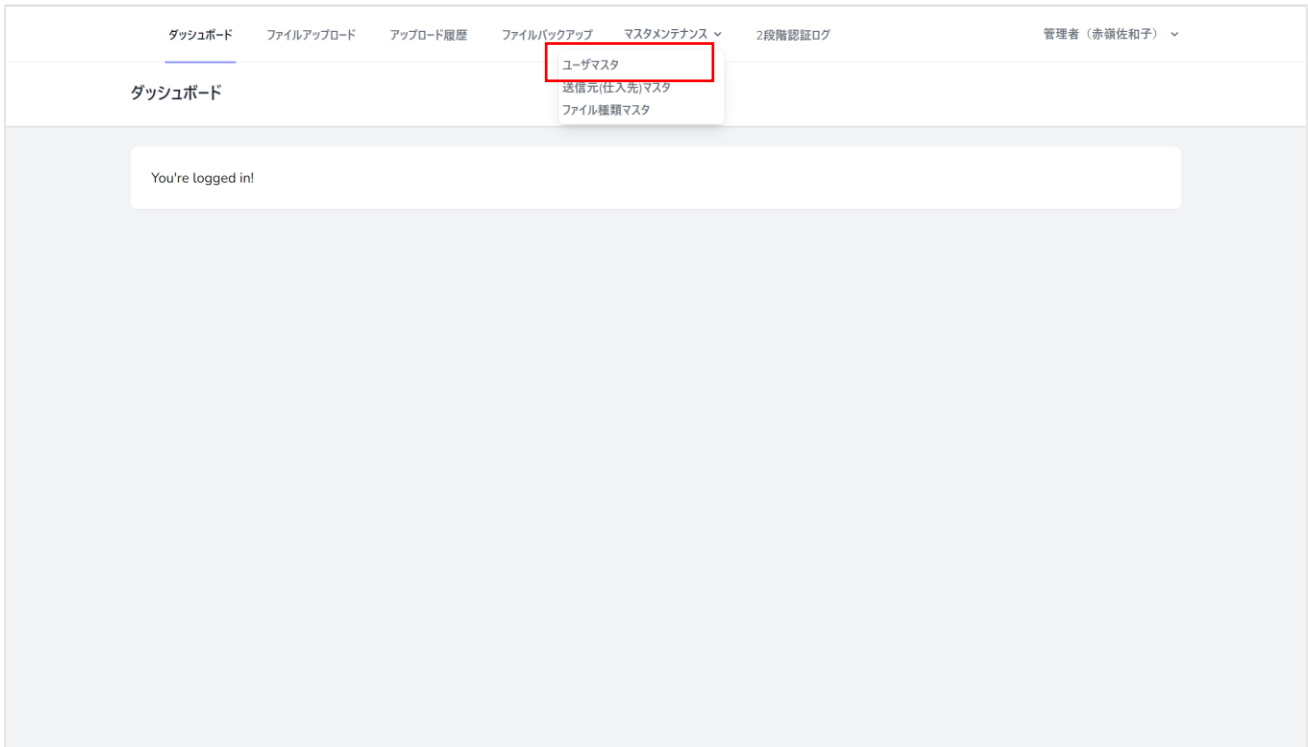 ダッシュボード ファイルアップロード アップロード履歴 ファイルバックアップ マスタメンテナンス 2段階認証ログ 管理者（赤嶺佐和子）
ユーザマスタ
送信元(仕入先)マスタ
ファイル種類マスタ
ダッシュボード
You're logged in!